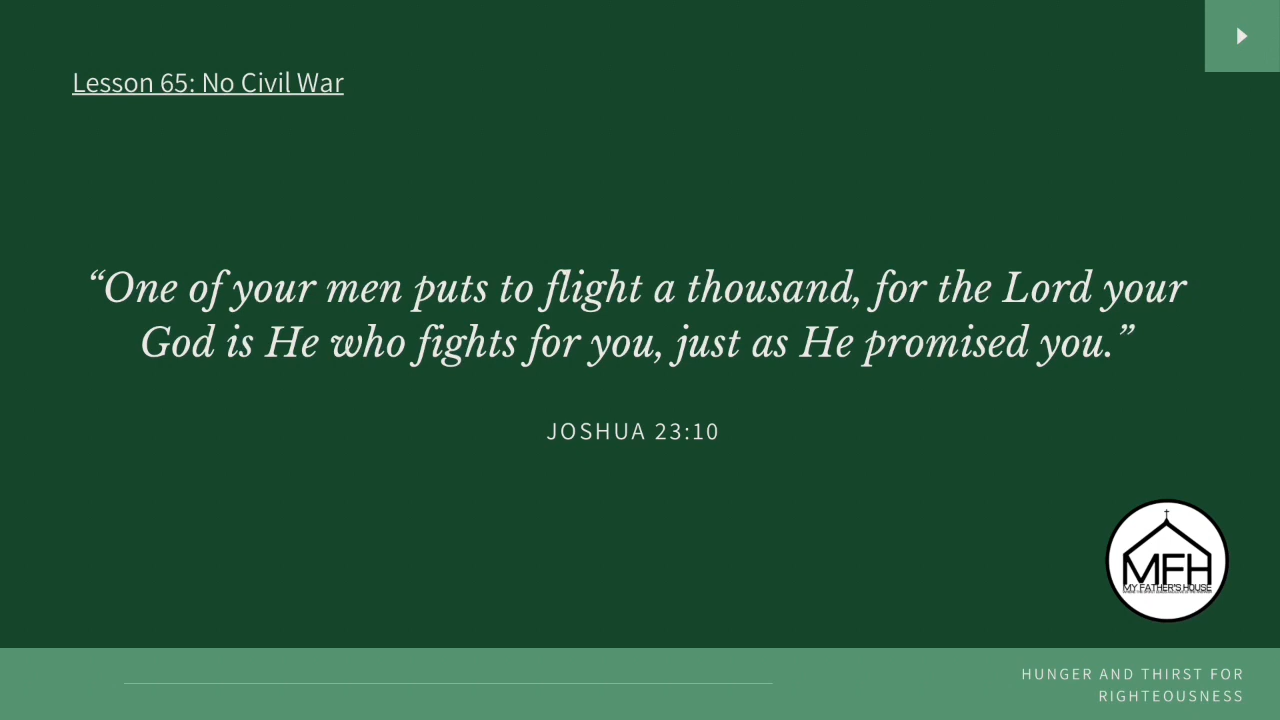 Lesson 65: No Civil War
“One of your men puts to flight a thousand, for the Lord your
God is He who fights for you, just as He promised you.”
JOSHUA 23:10
MFH
MY FATHER'S HOUSE
HUNGER AND THIRST FOR
RIGHTEOUSNESS